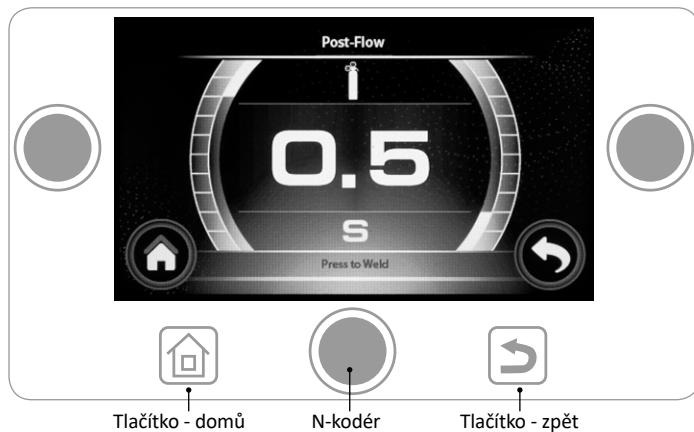 Post-Flow
0.5
S
Press to Weld
Tlačítko - domů N-kodér Tlačítko - zpět